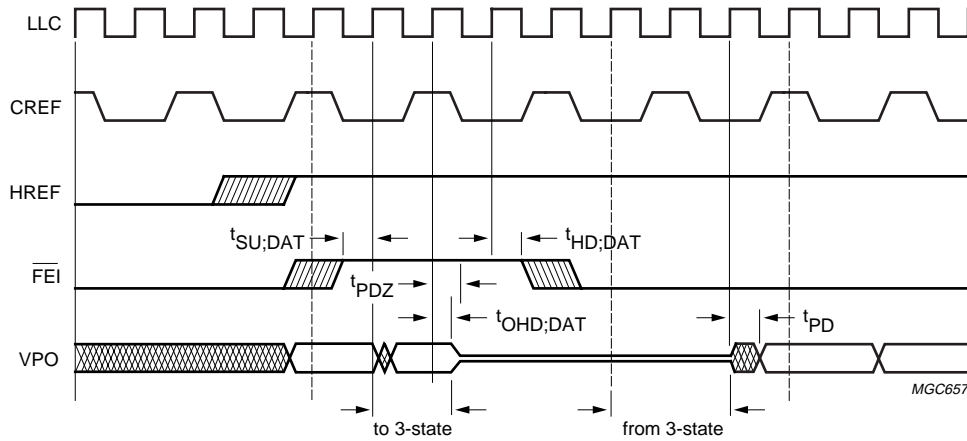 LLC
CREF
HREF
tSU;DAT
tHD;DAT
FEI
tPDZ
tOHD;DAT
tPD
VPO
MGC657
to 3-state
from 3-state